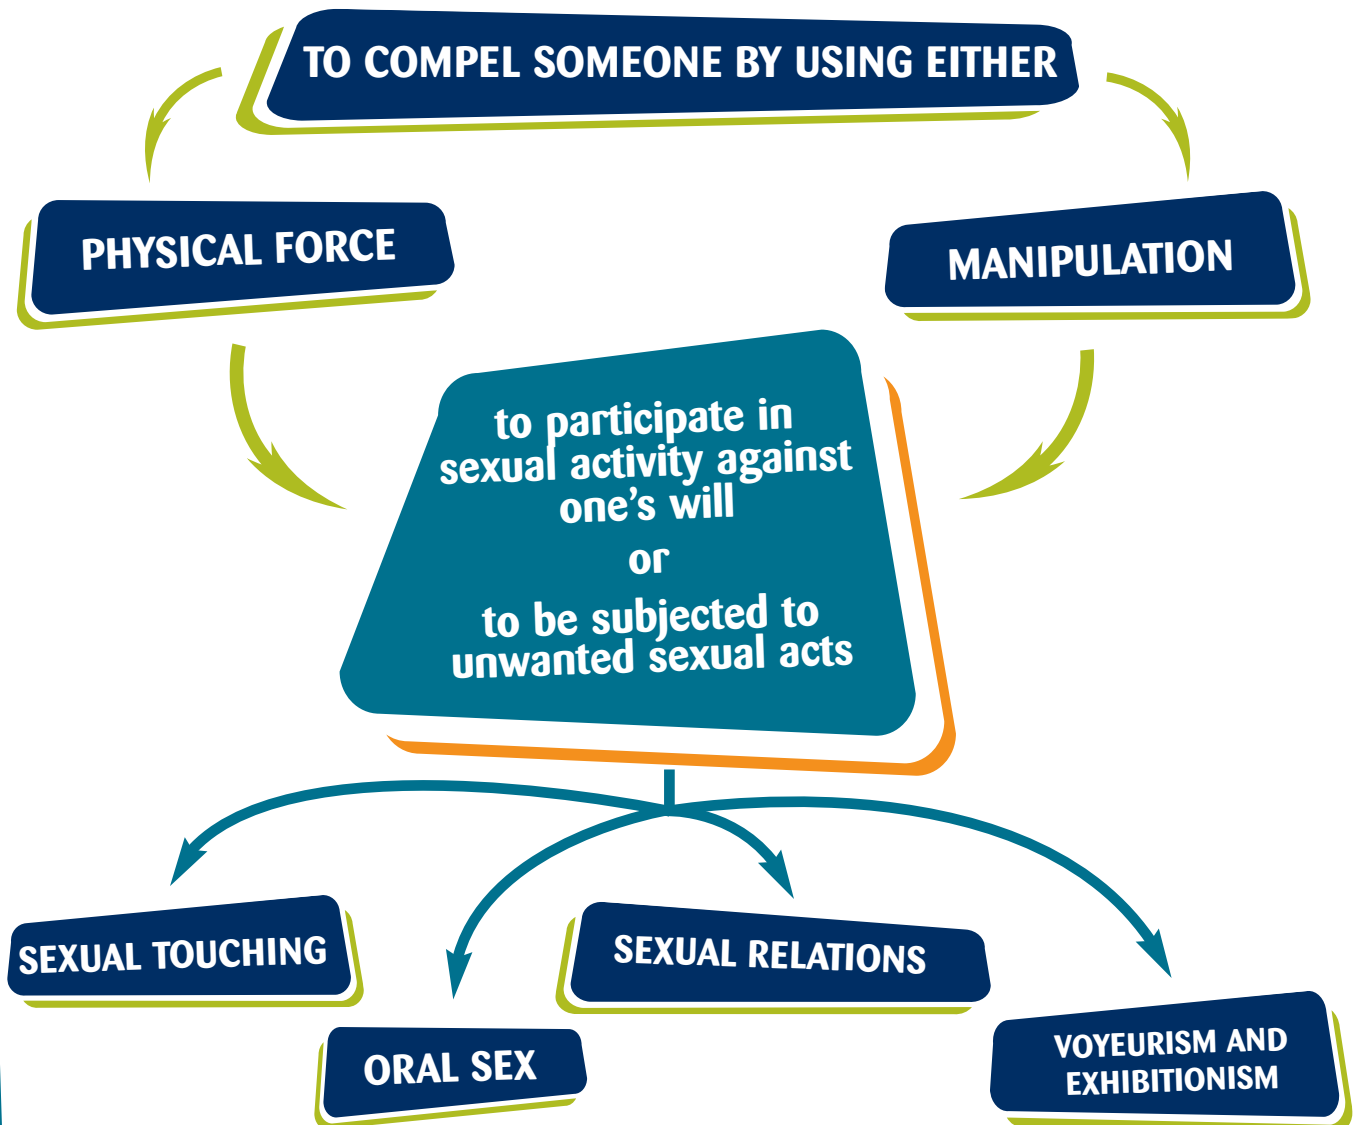 TO COMPEL SOMEONE BY USING EITHER
PHYSICAL FORCE
MANIPULATION
to participate in
sexual activity against
one's will
or
to be subjected to
unwanted sexual acts
SEXUAL TOUCHING
SEXUAL RELATIONS
ORAL SEX
VOYEURISM AND
EXHIBITIONISM